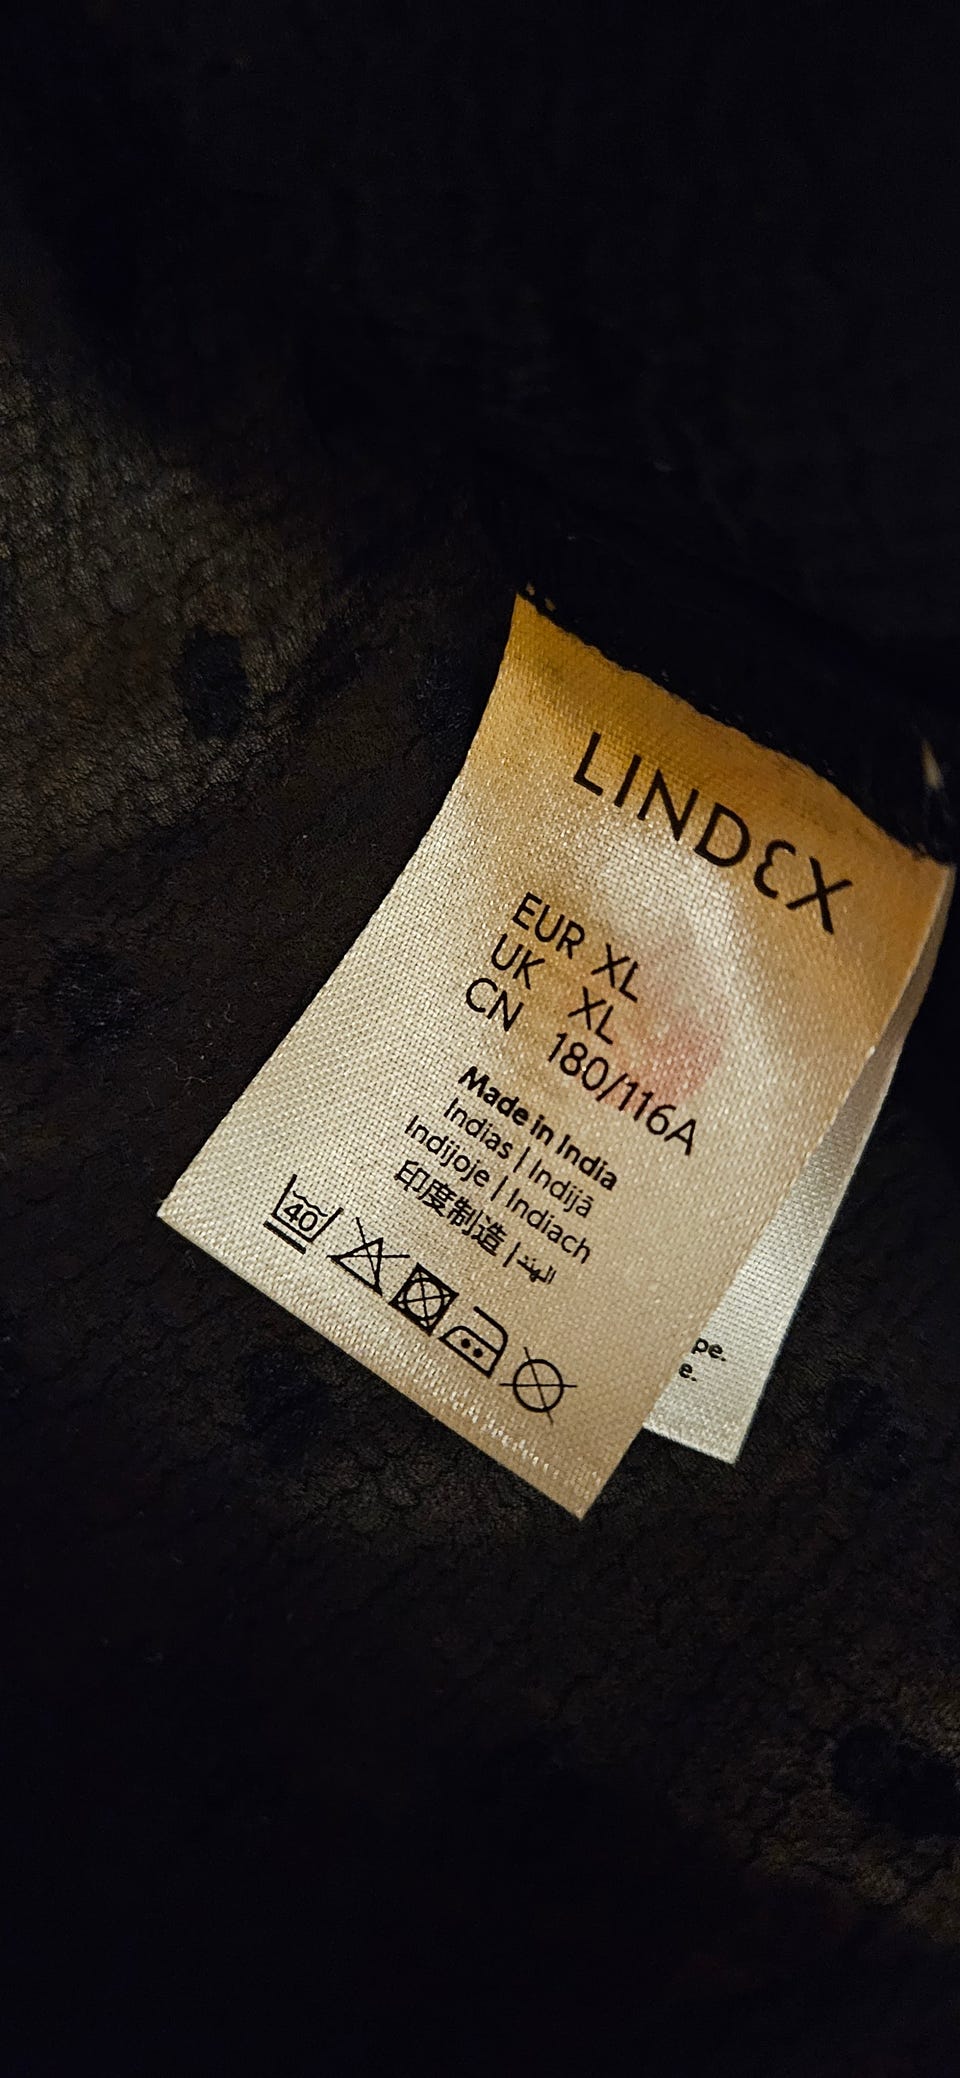 LINDEX
EUR XL
UK XL
CN 180/116A
Made in India
Indias | Indijā
Indijoje | Indiach
印度制造 | الهند
40
pe.
e.